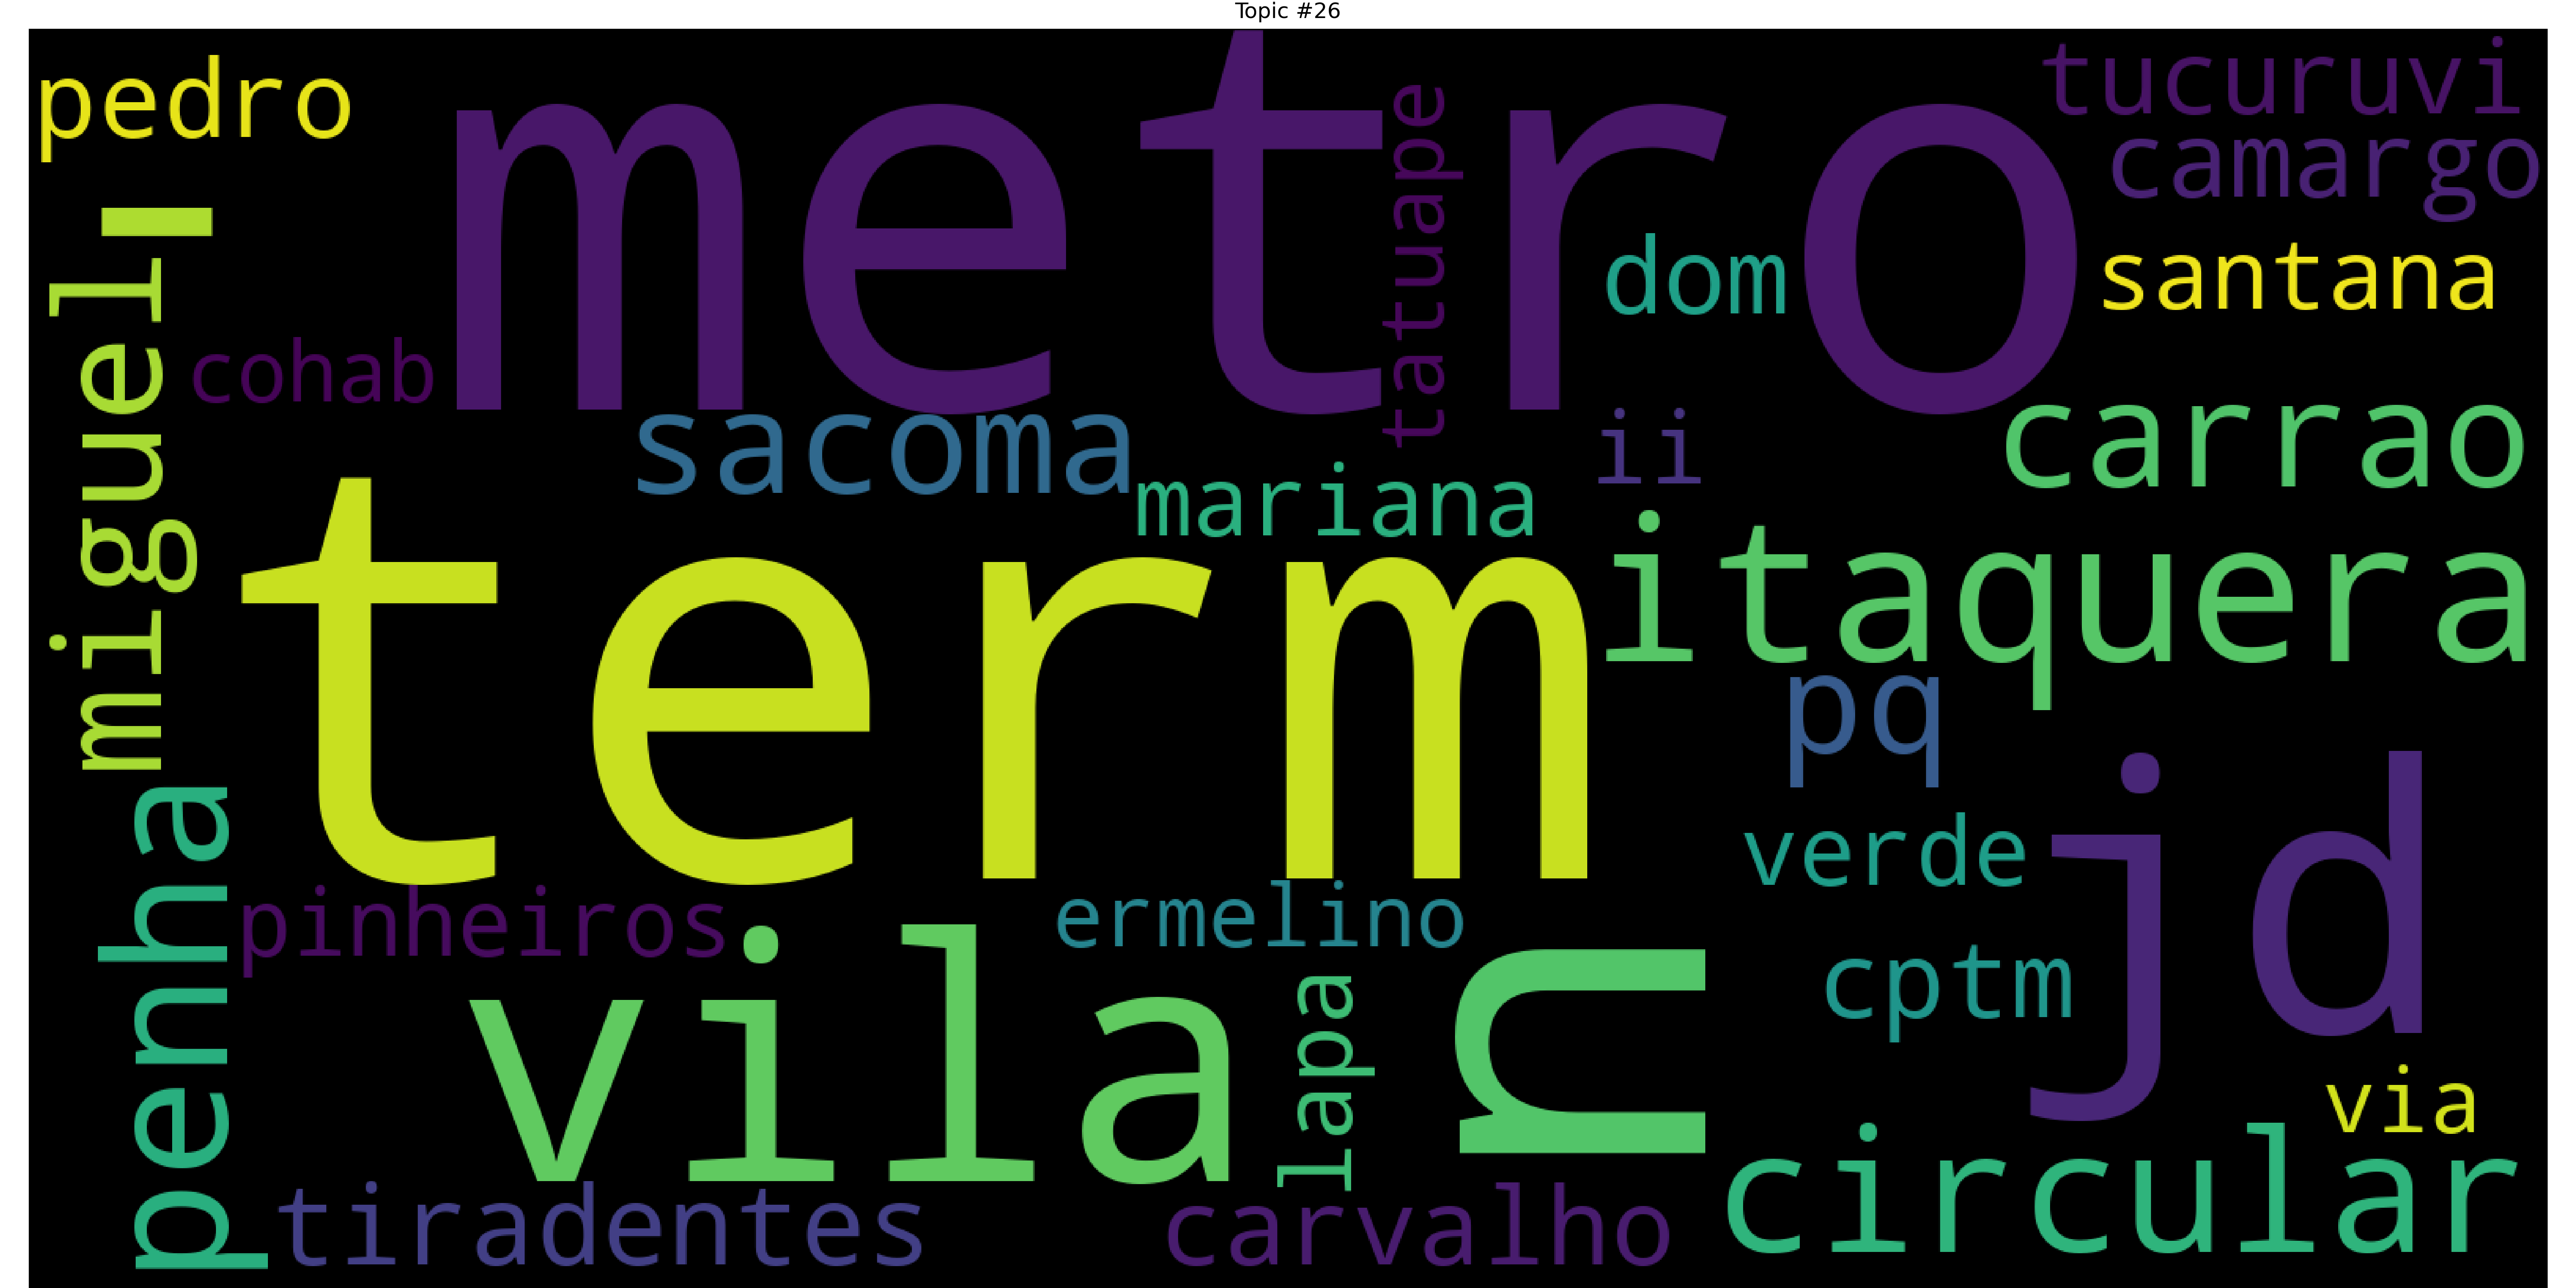 Topic #26
pedro
metro
tucuruvi
camargo
tatuape
dom
santana
-
miguel
cohab
sacoma
ii
carrao
mariana
term
itaquera
pq
jd
verde
penha
pinheiros
ermelino
vila
n
cptm
lapa
via
circular
tiradentes
carvalho